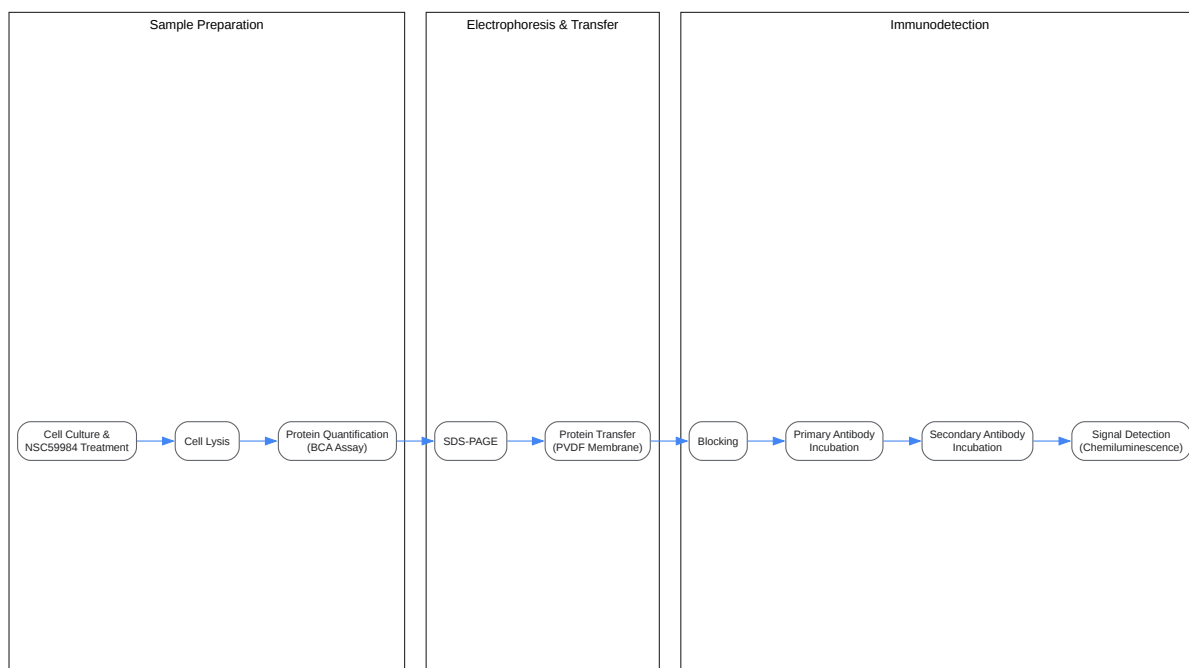 Sample Preparation
Electrophoresis & Transfer
Immunodetection
Cell Culture &
NSC59984 Treatment
Cell Lysis
Protein Quantification
(BCA Assay)
SDS-PAGE
Protein Transfer
(PVDF Membrane)
Blocking
Primary Antibody
Incubation
Secondary Antibody
Incubation
Signal Detection
(Chemiluminescence)